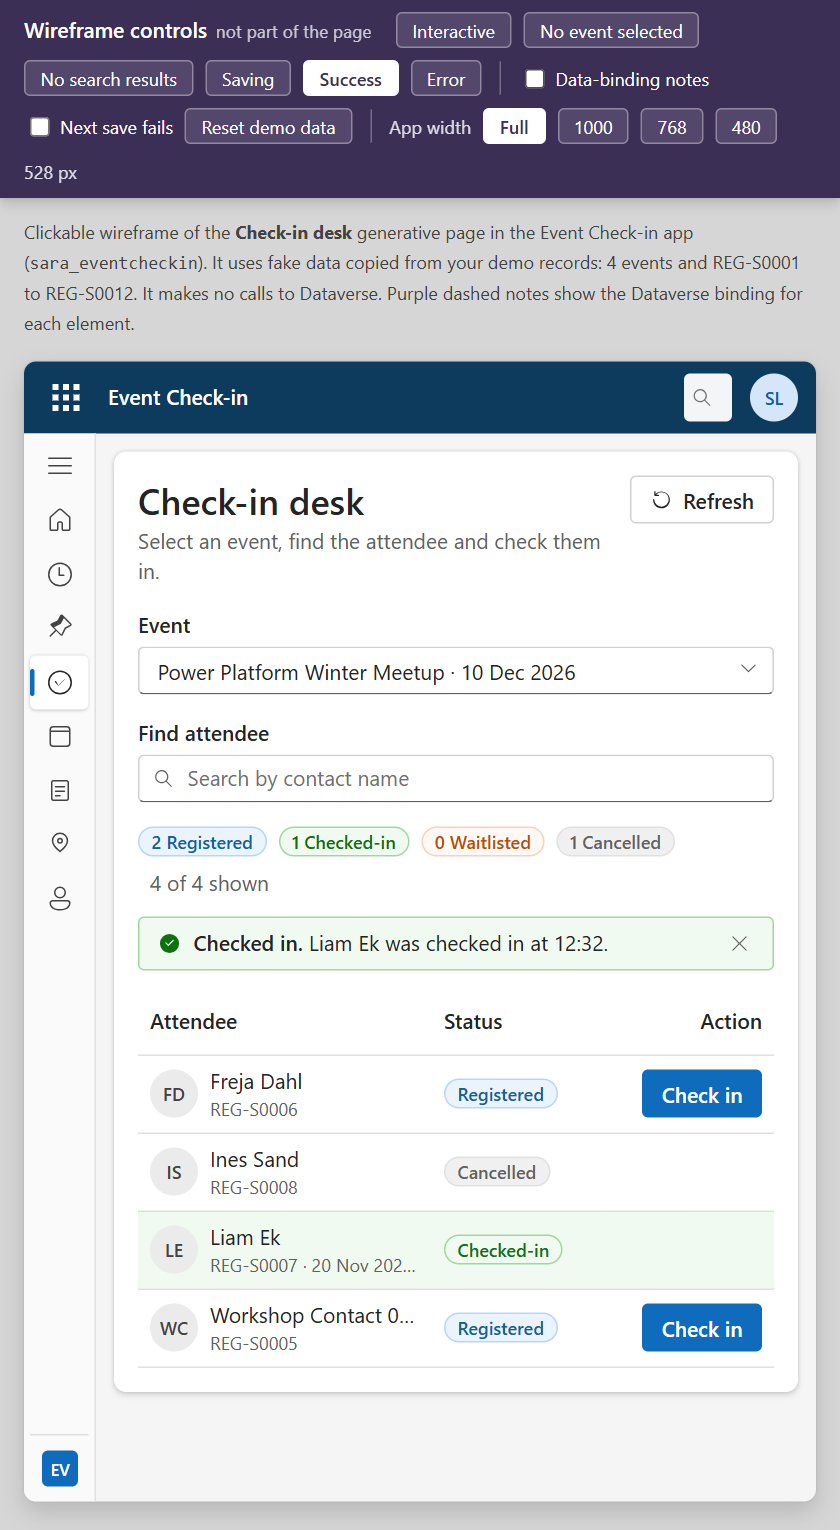 Wireframe controls not part of the page Interactive No event selected
No search results Saving Success Error Data-binding notes
Next save fails Reset demo data App width Full 1000 768 480
528 px
Clickable wireframe of the Check-in desk generative page in the Event Check-in app
(sara_eventcheckin). It uses fake data copied from your demo records: 4 events and REG-S0001
to REG-S0012. It makes no calls to Dataverse. Purple dashed notes show the Dataverse binding for
each element.
Event Check-in SL
Check-in desk Refresh
Select an event, find the attendee and check them
in.
Event
Power Platform Winter Meetup · 10 Dec 2026
Find attendee
Search by contact name
2 Registered 1 Checked-in 0 Waitlisted 1 Cancelled
4 of 4 shown
Checked in. Liam Ek was checked in at 12:32.
Attendee Status Action
FD Freja Dahl Registered Check in
REG-S0006
IS Ines Sand Cancelled
REG-S0008
LE Liam Ek Checked-in
REG-S0007 · 20 Nov 202...
WC Workshop Contact 0... Registered Check in
REG-S0005
EV